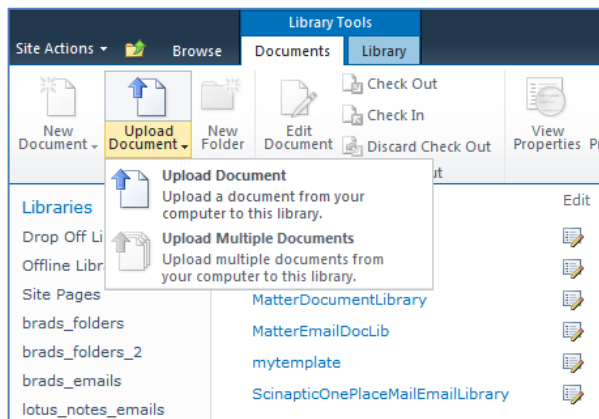 Library Tools
Site Actions Browse Documents Library
New Document
Upload Document
New Folder
Edit Document
Check Out
Check In
Discard Check Out
View Properties
Upload Document
Upload a document from your
computer to this library.
Upload Multiple Documents
Upload multiple documents from
your computer to this library.
Libraries
Drop Off Li
Offline Libr
Site Pages
brads_folders
brads_folders_2
brads_emails
lotus_notes_emails
Edit
MatterDocumentLibrary
MatterEmailDocLib
mytemplate
ScinapticOnePlaceMailEmailLibrary